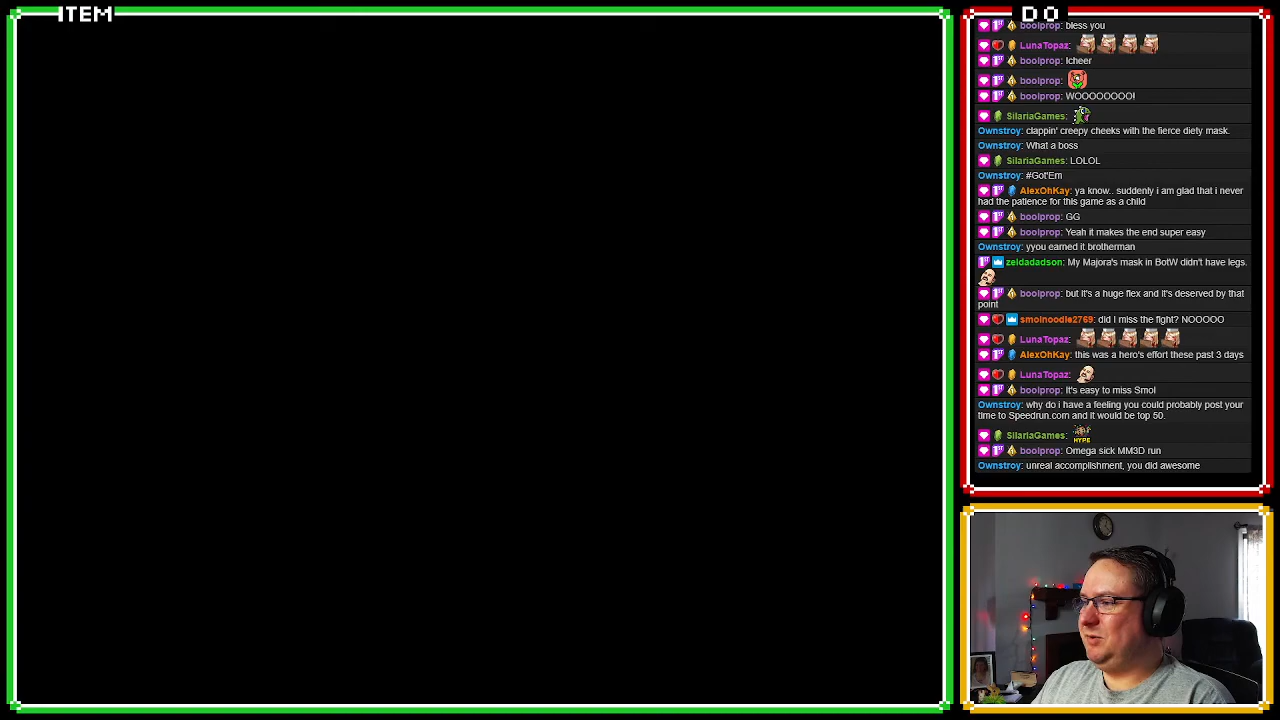 ITEM
DO
boolprop: bless you
LunaTopaz:
boolprop: lcheer
boolprop:
boolprop: WOOOOOOOO!
SilariaGames:
Ownstroy: clappin' creepy cheeks with the fierce diety mask.
Ownstroy: What a boss
SilariaGames: LOLOL
Ownstroy: #Got'Em
AlexOhKay: ya know.. suddenly i am glad that i never
had the patience for this game as a child
boolprop: GG
boolprop: Yeah it makes the end super easy
Ownstroy: yyou earned it brotherman
zeldadadson: My Majora's mask in BotW didn't have legs.
boolprop: but it's a huge flex and it's deserved by that
point
smolnoodle2769: did I miss the fight? NOOOOO
LunaTopaz:
AlexOhKay: this was a hero's effort these past 3 days
LunaTopaz:
boolprop: It's easy to miss Smol
Ownstroy: why do i have a feeling you could probably post your
time to Speedrun.com and it would be top 50.
SilariaGames: HYPE
boolprop: Omega sick MM3D run
Ownstroy: unreal accomplishment, you did awesome